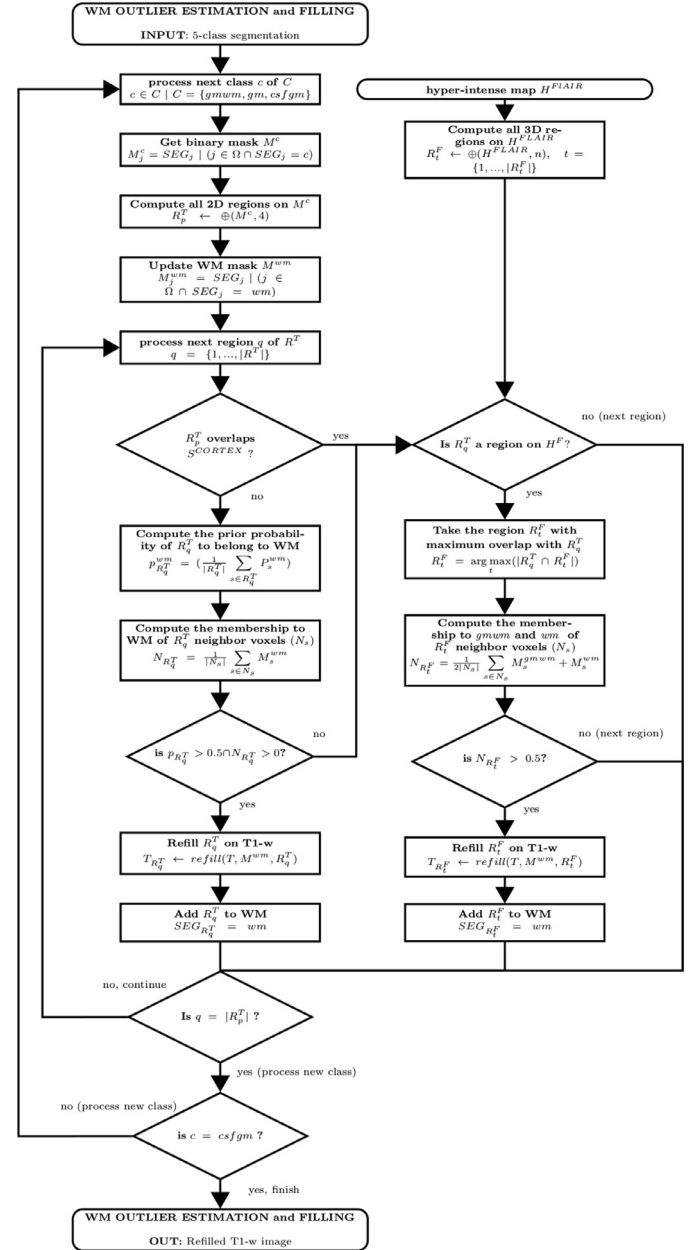 WM OUTLIER ESTIMATION and FILLING
INPUT: 5-class segmentation
process next class c of C
c ∈ C | C = {gmwm, gm, csfgm}
Get binary mask M^c
M_j^c = SEG_j | (j ∈ Ω ∩ SEG_j = c)
Compute all 2D regions on M^c
R_p^T ← ⊕(M^c, 4)
Update WM mask M^{wm}
M_j^{wm} = SEG_j | (j ∈
Ω ∩ SEG_j = wm)
process next region q of R^T
q = {1, ..., |R^T|}
R_p^T overlaps
S^{CORTEX} ?
yes
no
Compute the prior probabil-
ity of R_q^T to belong to WM
p_{R_q^T}^{wm} = (1/|R_q^T| ∑_{s∈R_q^T} P_s^{wm})
Compute the membership to
WM of R_q^T neighbor voxels (N_s)
N_{R_q^T} = 1/|N_s| ∑_{s∈N_s} M_s^{wm}
is p_{R_q^T} > 0.5 ∩ N_{R_q^T} > 0?
no
yes
Refill R_q^T on T1-w
T_{R_q^T} ← refill(T, M^{wm}, R_q^T)
Add R_q^T to WM
SEG_{R_q^T} = wm
hyper-intense map H^{FlAIR}
Compute all 3D re-
gions on H^{FLAIR}
R_t^F ← ⊕(H^{FLAIR}, n), t =
{1, ..., |R_t^F|}
Is R_q^T a region on H^F?
no (next region)
yes
Take the region R_t^F with
maximum overlap with R_q^T
R_t^F = arg max_t(|R_q^T ∩ R_t^F|)
Compute the member-
ship to gmwm and wm of
R_t^F neighbor voxels (N_s)
N_{R_t^F} = 1/2|N_s| ∑_{s∈N_s} M_s^{gmwm} + M_s^{wm}
is N_{R_t^F} > 0.5?
no (next region)
yes
Refill R_t^F on T1-w
T_{R_t^F} ← refill(T, M^{wm}, R_t^F)
Add R_t^F to WM
SEG_{R_t^F} = wm
no, continue
Is q = |R_p^T| ?
yes (process new class)
no (process new class)
is c = csfgm ?
yes, finish
WM OUTLIER ESTIMATION and FILLING
OUT: Refilled T1-w image